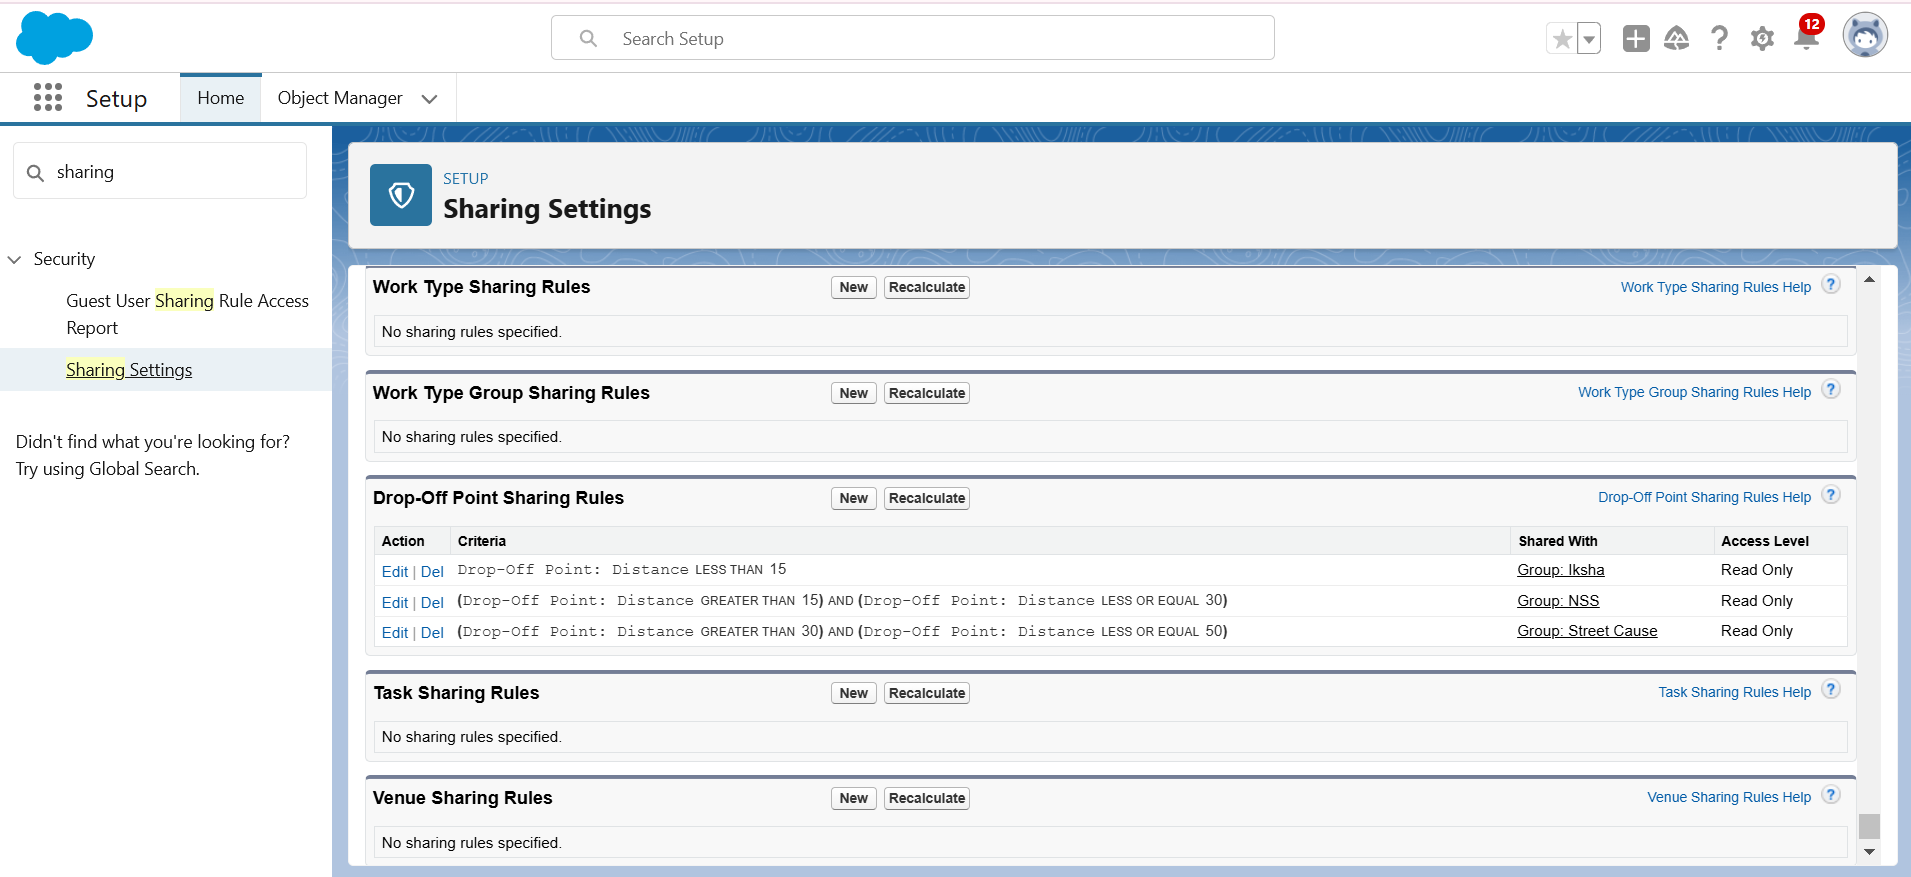 Search Setup
12
Setup
Home
Object Manager
sharing
Security
Guest User Sharing Rule Access
Report
Sharing Settings
Didn't find what you're looking for?
Try using Global Search.
SETUP
Sharing Settings
Work Type Sharing Rules New Recalculate Work Type Sharing Rules Help ?
No sharing rules specified.
Work Type Group Sharing Rules New Recalculate Work Type Group Sharing Rules Help ?
No sharing rules specified.
Drop-Off Point Sharing Rules New Recalculate Drop-Off Point Sharing Rules Help ?
Action Criteria Shared With Access Level
Edit | Del Drop-Off Point: Distance LESS THAN 15 Group: Iksha Read Only
Edit | Del (Drop-Off Point: Distance GREATER THAN 15) AND (Drop-Off Point: Distance LESS OR EQUAL 30) Group: NSS Read Only
Edit | Del (Drop-Off Point: Distance GREATER THAN 30) AND (Drop-Off Point: Distance LESS OR EQUAL 50) Group: Street Cause Read Only
Task Sharing Rules New Recalculate Task Sharing Rules Help ?
No sharing rules specified.
Venue Sharing Rules New Recalculate Venue Sharing Rules Help ?
No sharing rules specified.